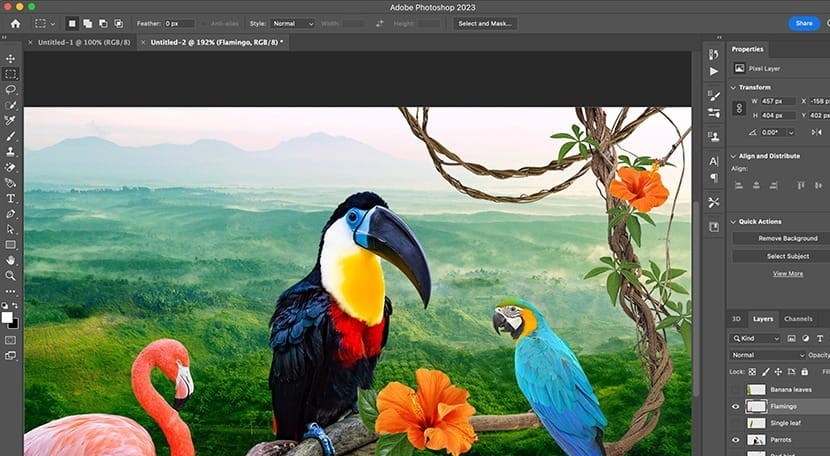 Adobe Photoshop 2023
Feather: 0 px Anti-alias Style: Normal Width: Height: Select and Mask... Share
× Untitled-1 @ 100% (RGB/8) × Untitled-2 @ 192% (Flamingo, RGB/8) *
Properties
Pixel Layer
Transform
W 457 px X -158 p
H 404 px Y 402 px
0.00°
Align and Distribute
Align:
Quick Actions
Remove Background
Select Subject
View More
3D Layers Channels
Kind
Normal Opacity
Lock: Fill
Banana leaves
Flamingo
Single leaf
Parrots